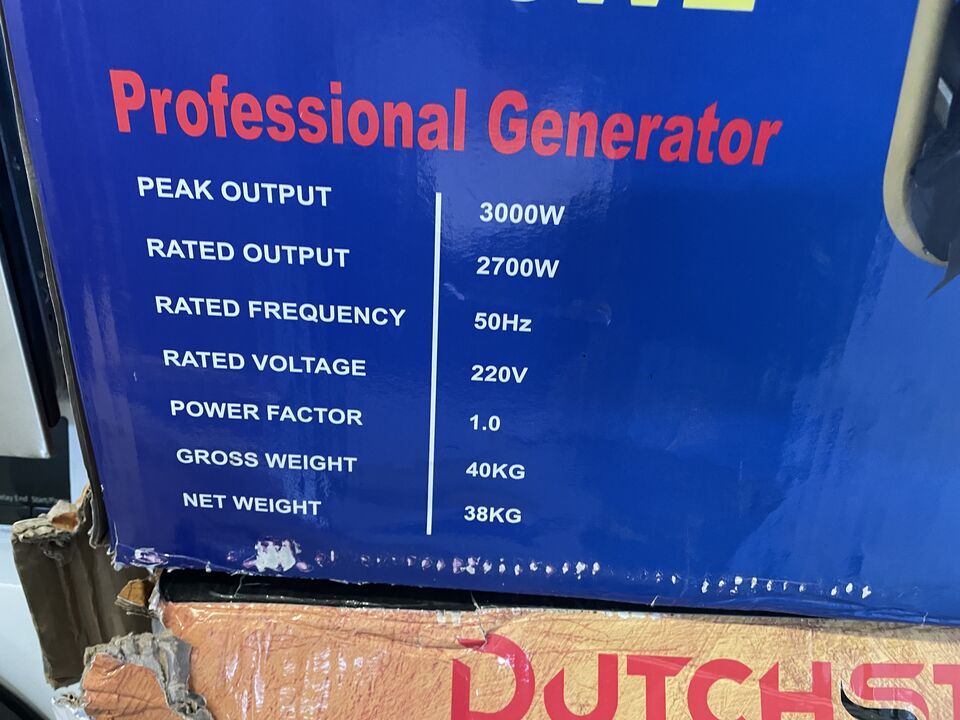 Professional Generator
PEAK OUTPUT 3000W
RATED OUTPUT 2700W
RATED FREQUENCY 50Hz
RATED VOLTAGE 220V
POWER FACTOR 1.0
GROSS WEIGHT 40KG
NET WEIGHT 38KG